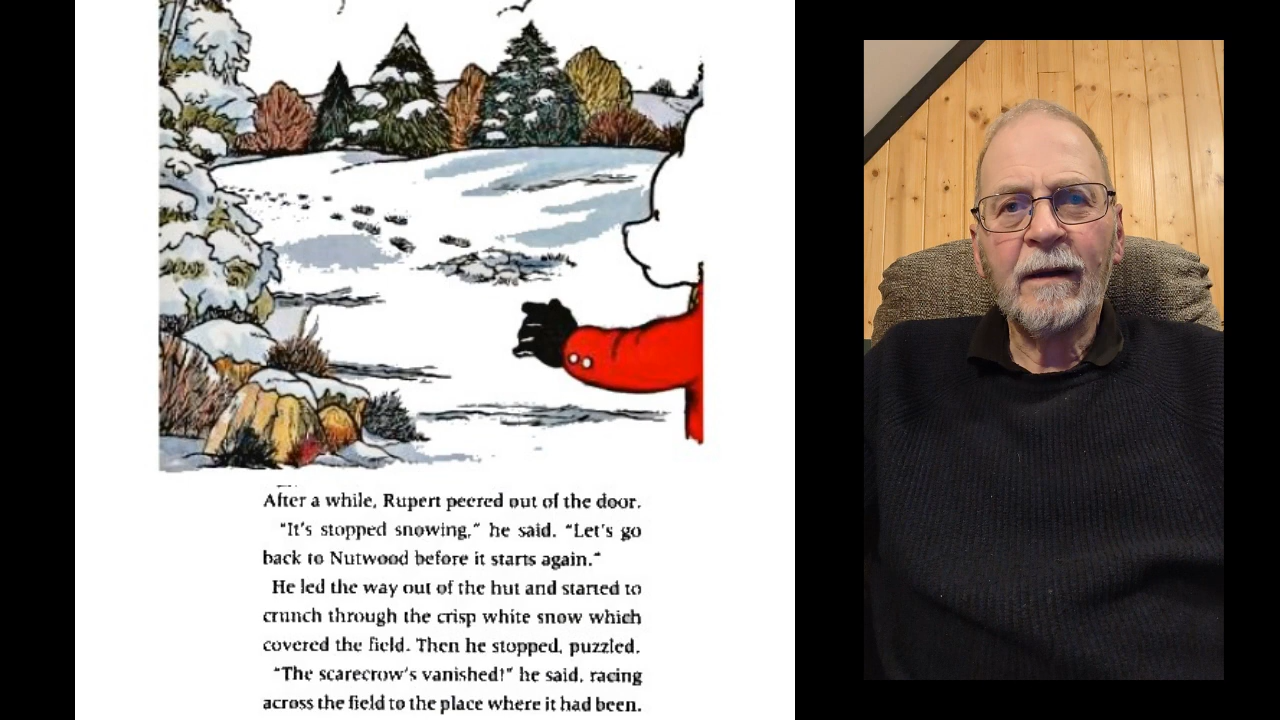 After a while, Rupert peered out of the door.
"It's stopped snowing," he said. "Let's go
back to Nutwood before it starts again."
He led the way out of the hut and started to
crunch through the crisp white snow which
covered the field. Then he stopped, puzzled.
"The scarecrow's vanished!" he said, racing
across the field to the place where it had been.